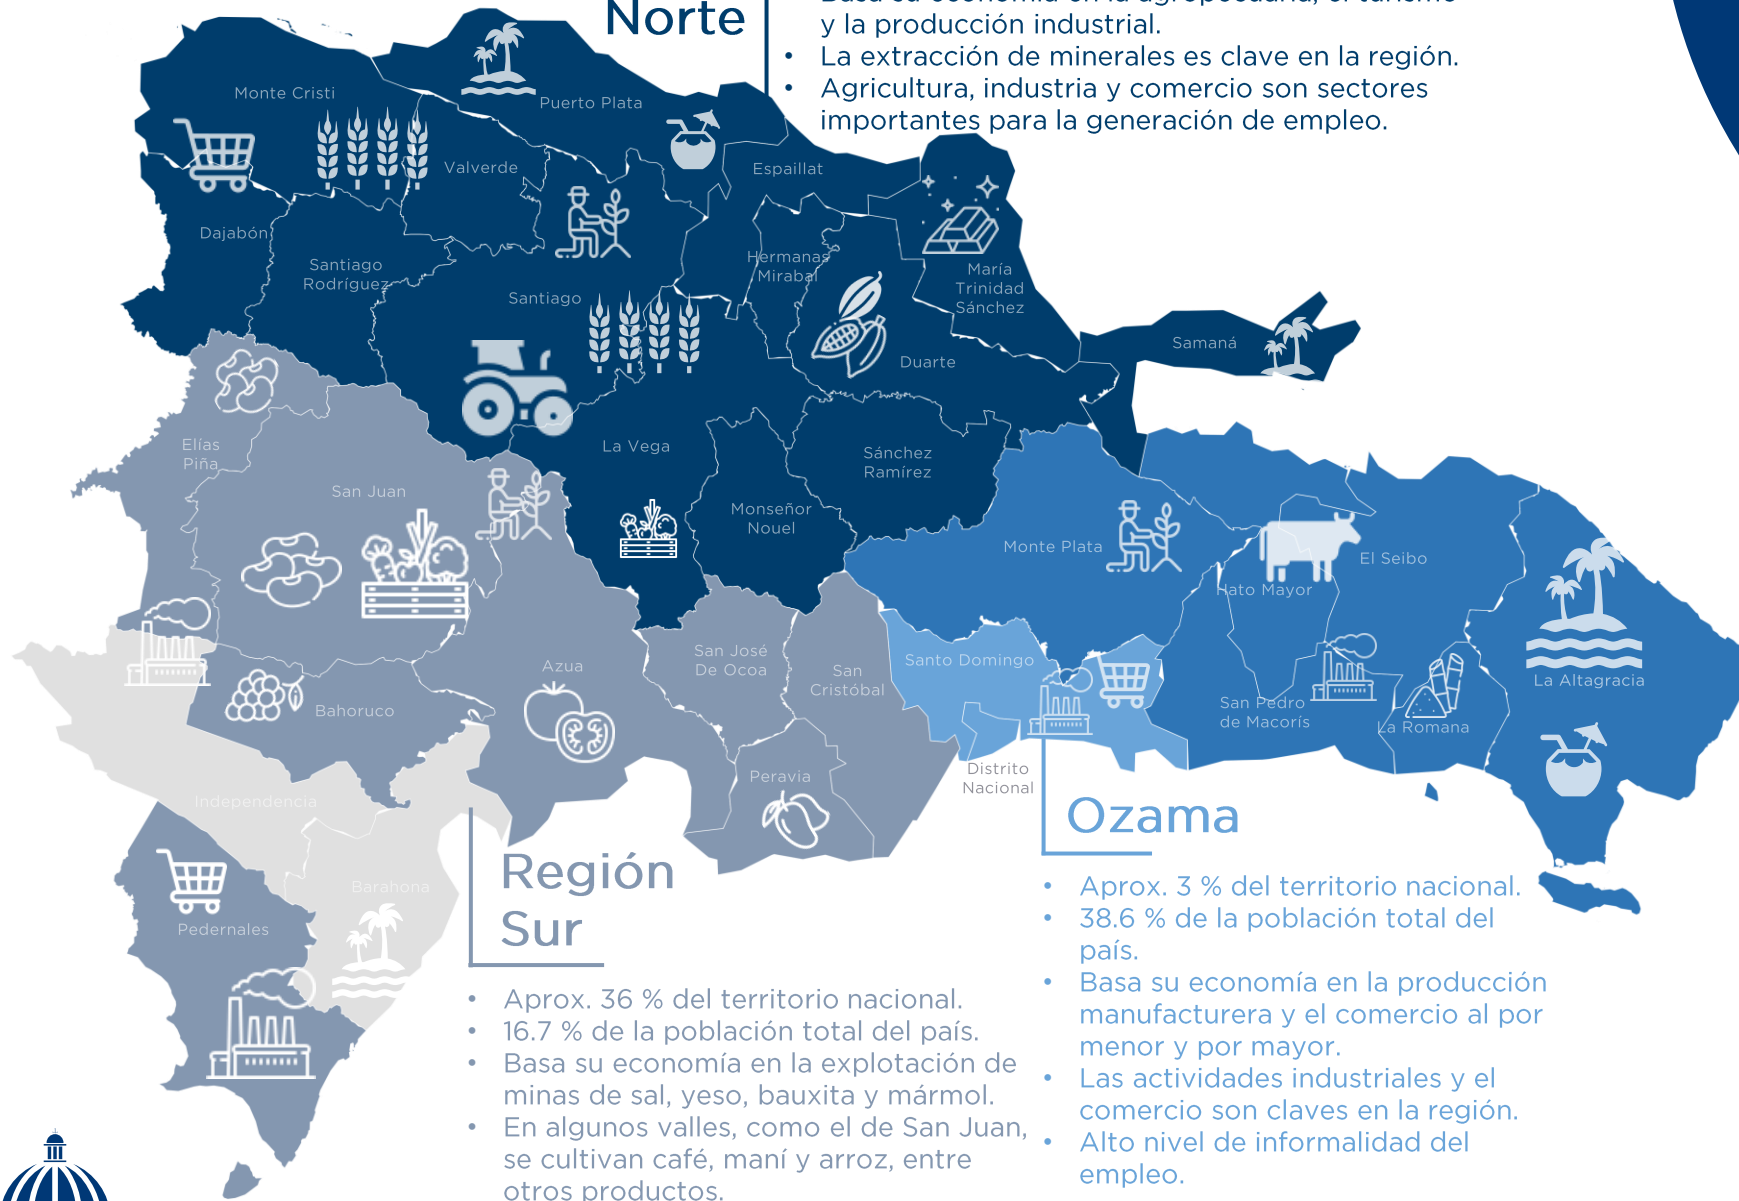 Norte
y la producción industrial.
• La extracción de minerales es clave en la región.
• Agricultura, industria y comercio son sectores
importantes para la generación de empleo.
Monte Cristi
Puerto Plata
Valverde
Espaillat
Dajabón
Santiago
Rodríguez
Santiago
Hermanas
Mirabal
María
Trinidad
Sánchez
Samaná
Duarte
La Vega
Sánchez
Ramírez
Monseñor
Nouel
Elías
Piña
San Juan
Monte Plata
El Seibo
Hato Mayor
Azua
San José
De Ocoa
San
Cristóbal
Santo Domingo
La Altagracia
Bahoruco
San Pedro
de Macorís
La Romana
Distrito
Nacional
Peravia
Independencia
Barahona
Pedernales
Región
Sur
• Aprox. 36 % del territorio nacional.
• 16.7 % de la población total del país.
• Basa su economía en la explotación de
minas de sal, yeso, bauxita y mármol.
• En algunos valles, como el de San Juan,
se cultivan café, maní y arroz, entre
otros productos.
Ozama
• Aprox. 3 % del territorio nacional.
• 38.6 % de la población total del
país.
• Basa su economía en la producción
manufacturera y el comercio al por
menor y por mayor.
• Las actividades industriales y el
comercio son claves en la región.
• Alto nivel de informalidad del
empleo.